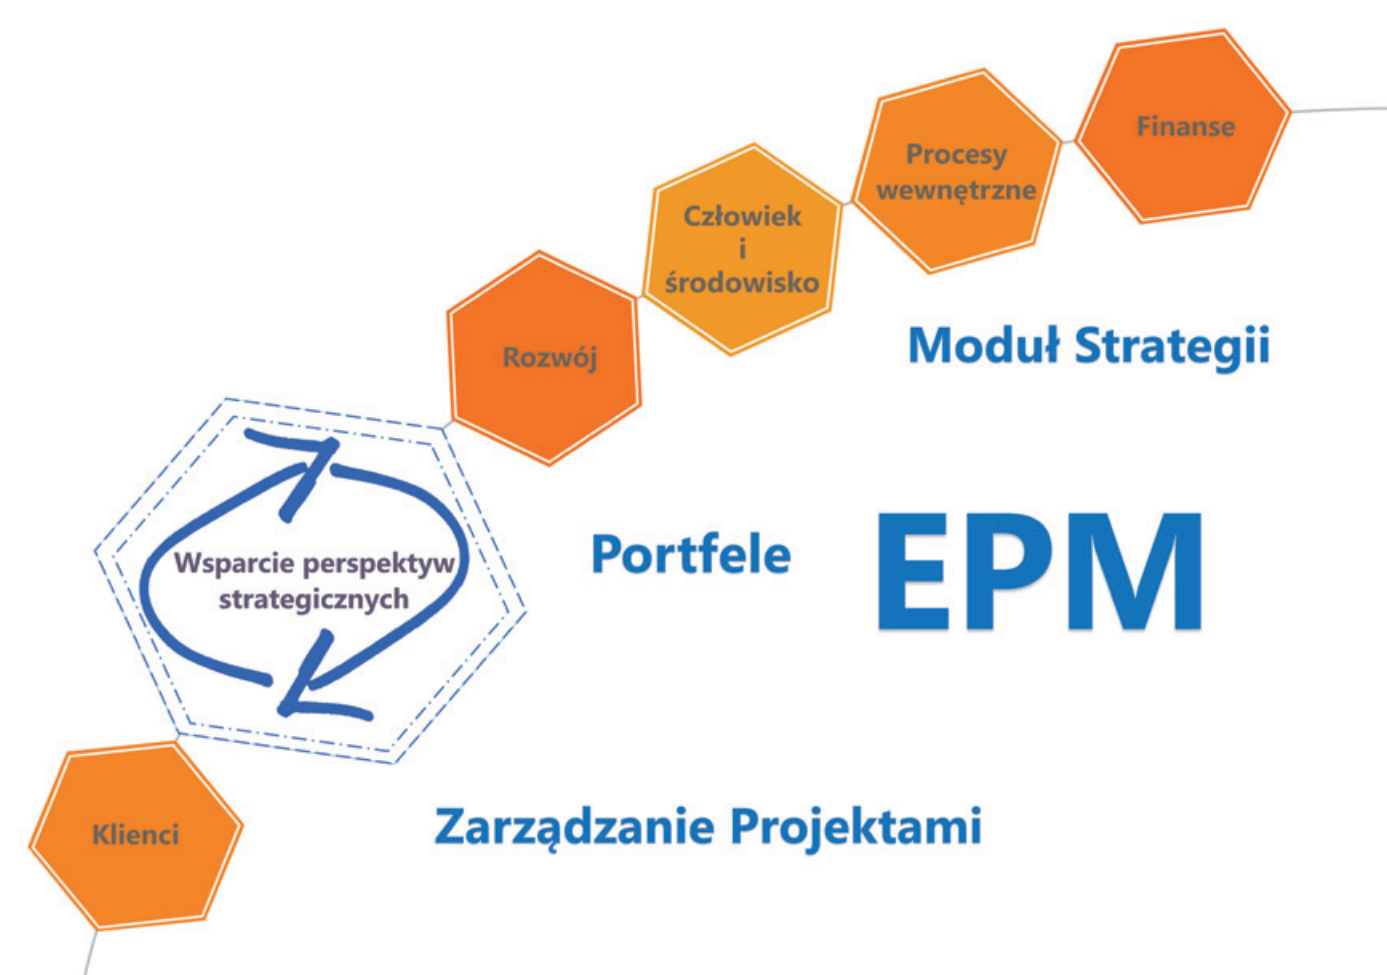 Finanse
Procesy
wewnętrzne
Człowiek
i
środowisko
Rozwój
Moduł Strategii
Wsparcie perspektyw
strategicznych
Portfele
EPM
Klienci
Zarządzanie Projektami